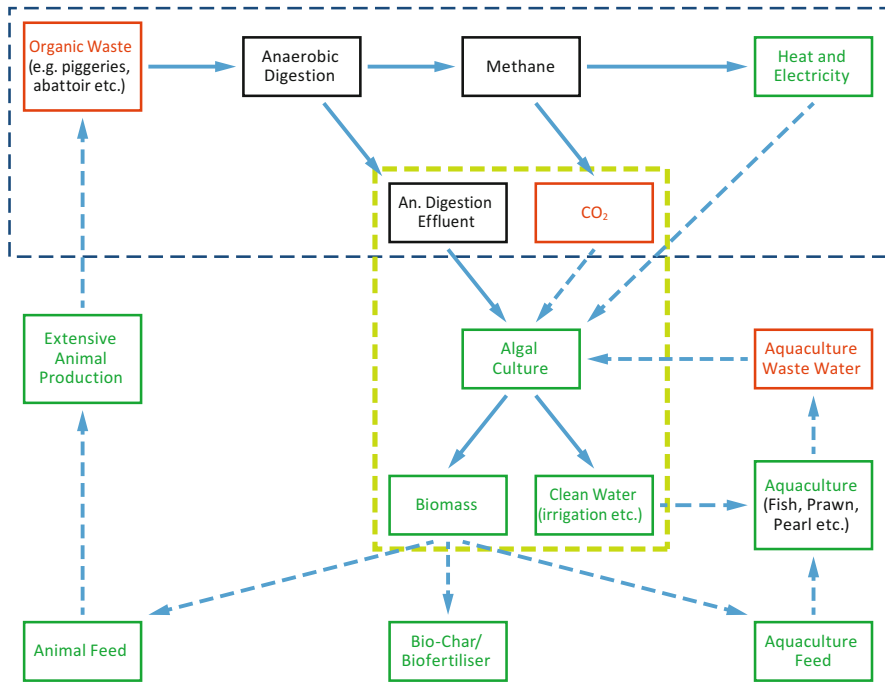 Organic Waste
(e.g. piggeries,
abattoir etc.)
Anaerobic
Digestion
Methane
Heat and
Electricity
An. Digestion
Effluent
CO₂
Extensive
Animal
Production
Algal
Culture
Aquaculture
Waste Water
Biomass
Clean Water
(irrigation etc.)
Aquaculture
(Fish, Prawn,
Pearl etc.)
Animal Feed
Bio-Char/
Biofertiliser
Aquaculture
Feed